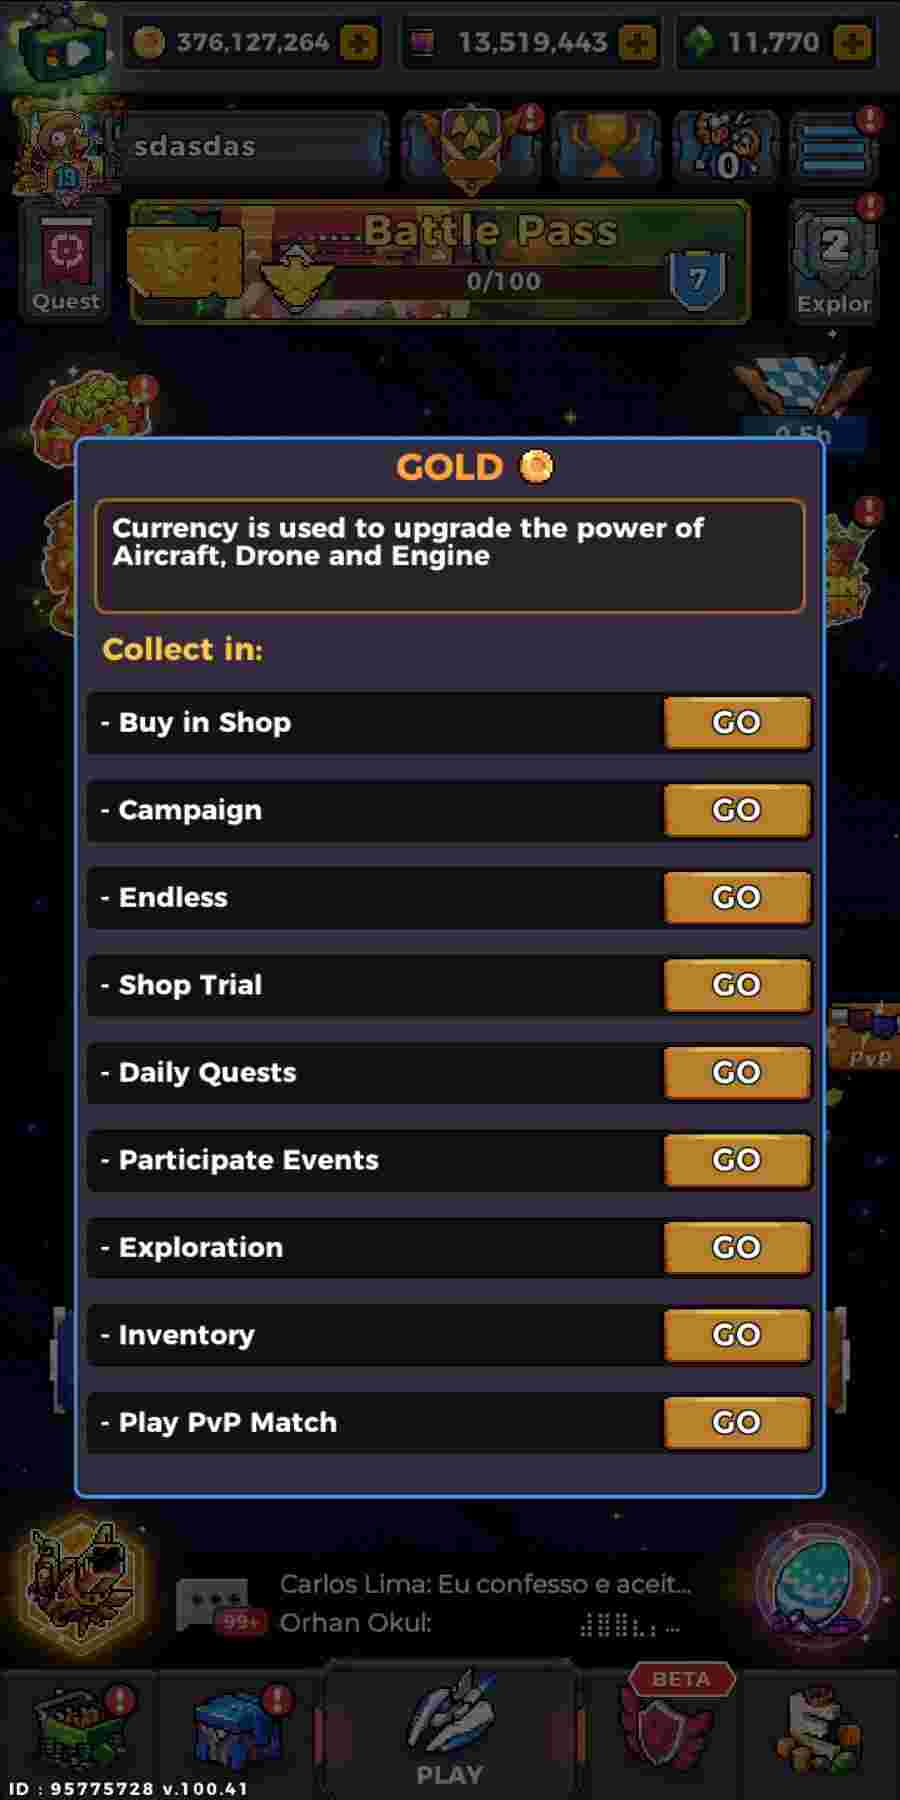 376,127,264
13,519,443
11,770
sdasdas
19
0
Quest
Battle Pass
0/100
7
2
Explor
GOLD
Currency is used to upgrade the power of
Aircraft, Drone and Engine
Collect in:
- Buy in Shop GO
- Campaign GO
- Endless GO
- Shop Trial GO
- Daily Quests GO
- Participate Events GO
- Exploration GO
- Inventory GO
- Play PvP Match GO
PvP
Carlos Lima: Eu confesso e aceit...
99+
Orhan Okul:
BETA
PLAY
ID : 95775728 v.100.41